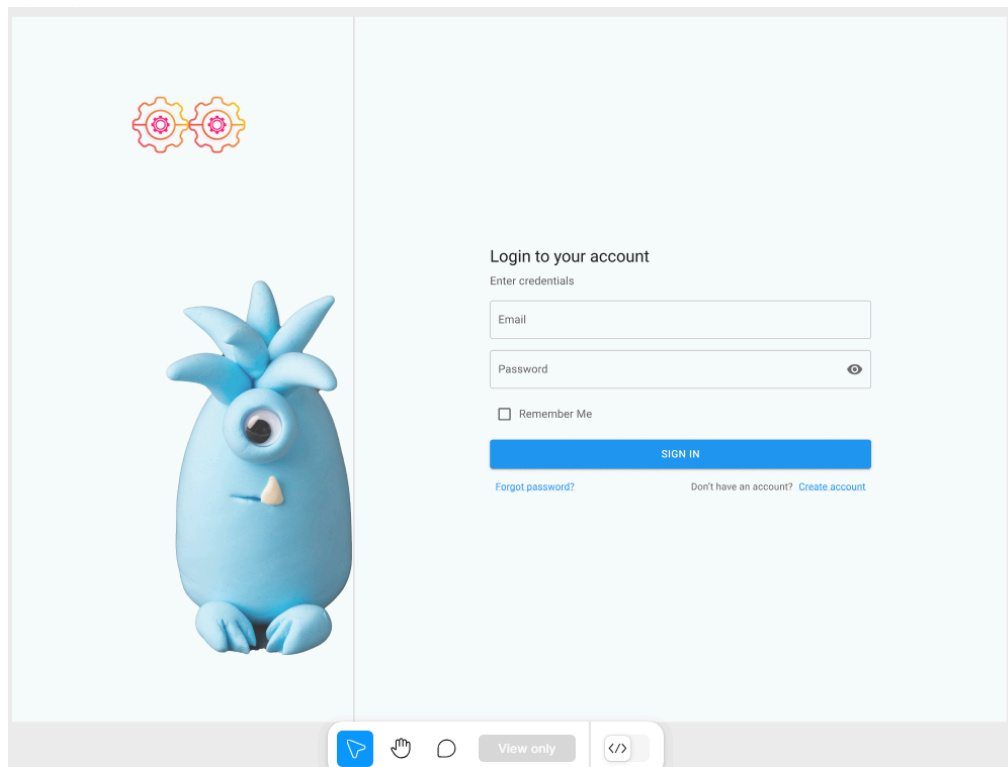 Login to your account
Enter credentials
Email
Password
Remember Me
SIGN IN
Forgot password? Don't have an account? Create account
View only